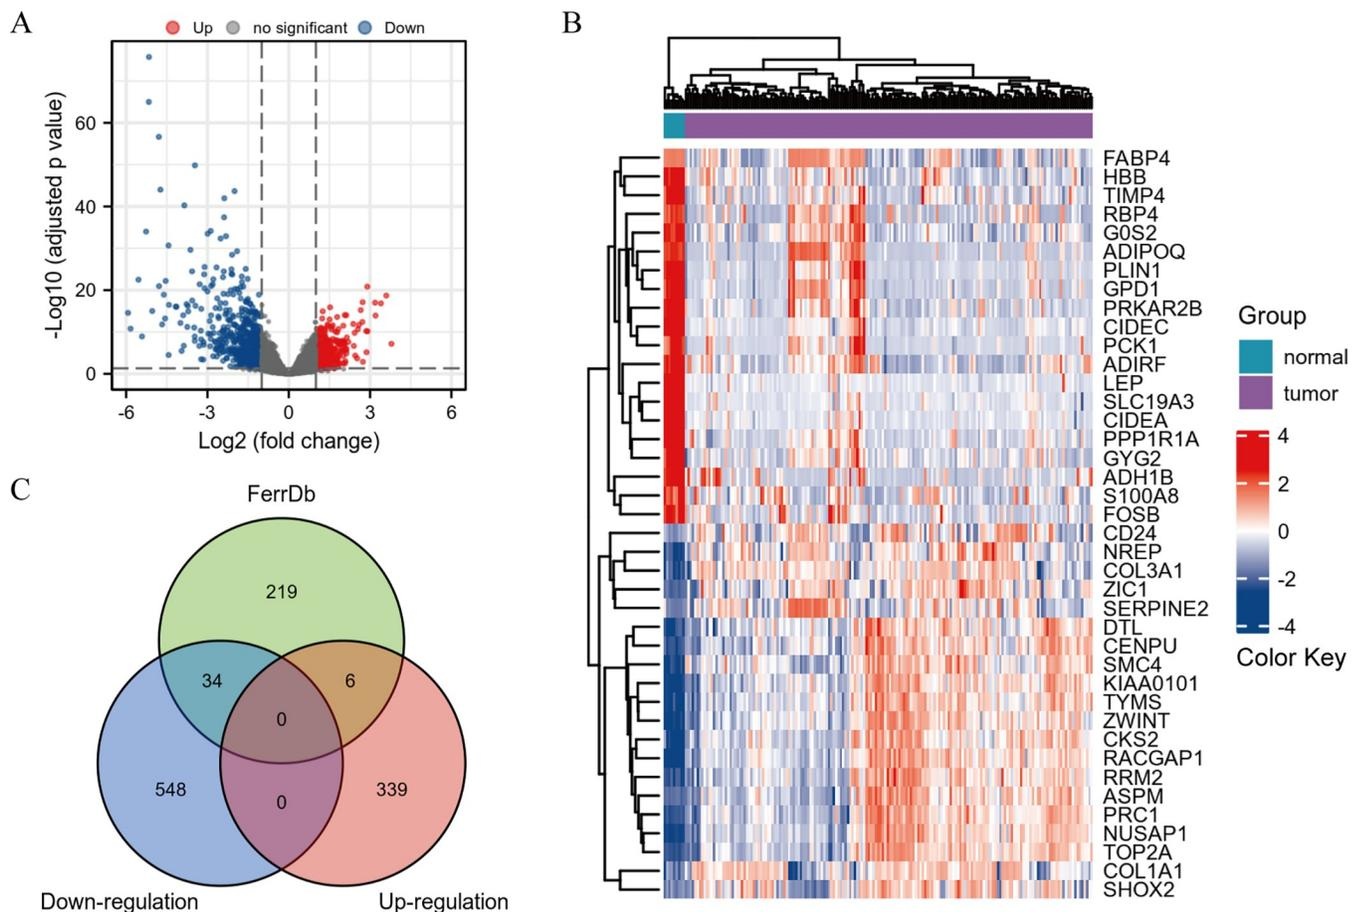 A
Up no significant Down
-Log10 (adjusted p value)
60
40
20
0
-6 -3 0 3 6
Log2 (fold change)
B
FABP4
HBB
TIMP4
RBP4
G0S2
ADIPOQ
PLIN1
GPD1
PRKAR2B
CIDEC
PCK1
ADIRF
LEP
SLC19A3
CIDEA
PPP1R1A
GYG2
ADH1B
S100A8
FOSB
CD24
NREP
COL3A1
ZIC1
SERPINE2
DTL
CENPU
SMC4
KIAA0101
TYMS
ZWINT
CKS2
RACGAP1
RRM2
ASPM
PRC1
NUSAP1
TOP2A
COL1A1
SHOX2
Group
normal
tumor
4
2
0
-2
-4
Color Key
C
FerrDb
219
34
6
0
548
0
339
Down-regulation
Up-regulation